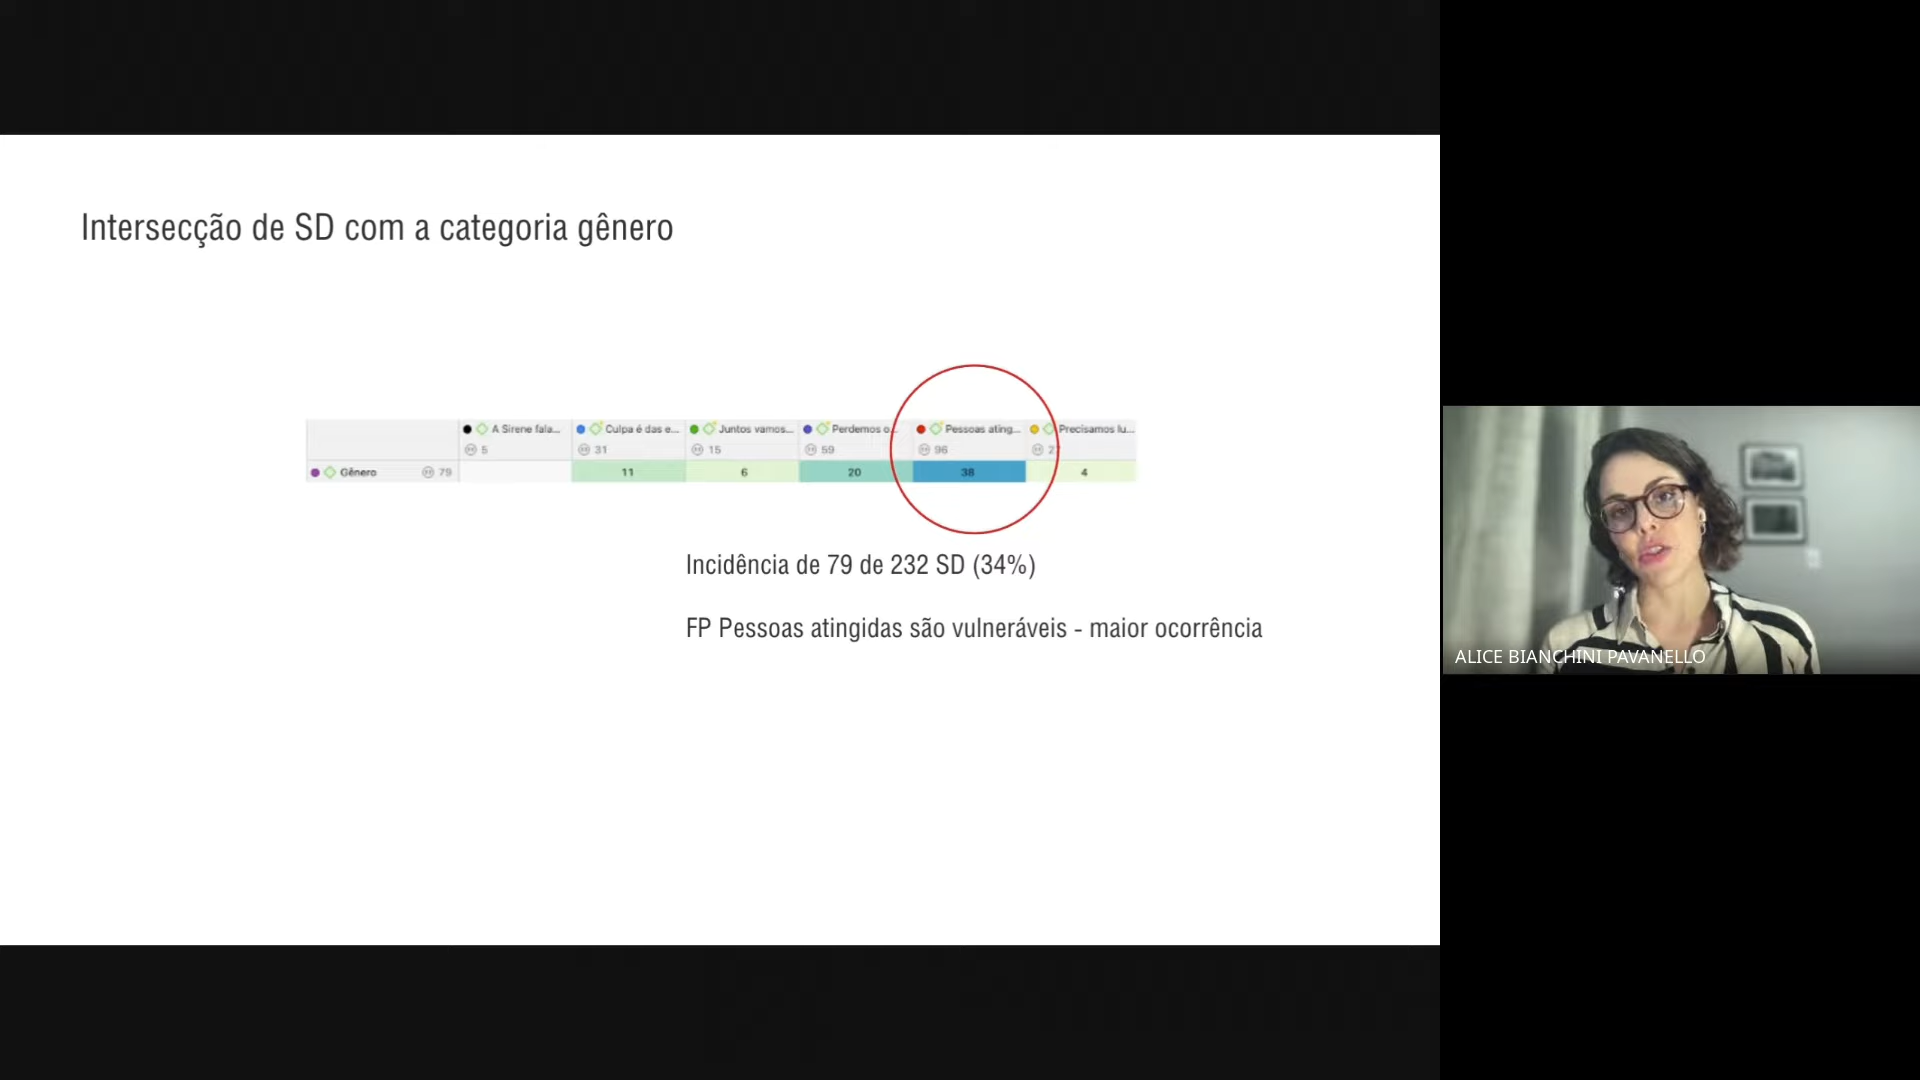 Intersecção de SD com a categoria gênero
A Sirene fala... Culpa é das e... Juntos vamos... Perdemos o... Pessoas ating... Precisamos lu...
5 31 15 59 96
Gênero 79 11 6 20 38 4
Incidência de 79 de 232 SD (34%)
FP Pessoas atingidas são vulneráveis - maior ocorrência
ALICE BIANCHINI PAVANELLO